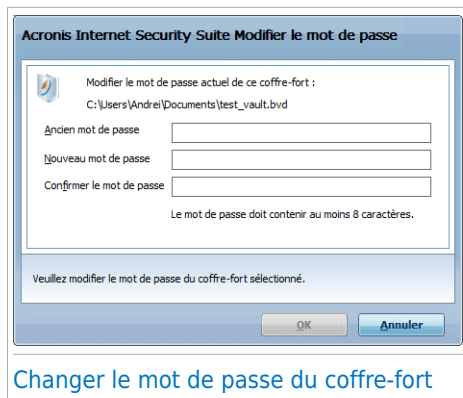 Acronis Internet Security Suite Modifier le mot de passe
Modifier le mot de passe actuel de ce coffre-fort :
C:\Users\Andrei\Documents\test_vault.bvd
Ancien mot de passe
Nouveau mot de passe
Confirmer le mot de passe
Le mot de passe doit contenir au moins 8 caractères.
Veuillez modifier le mot de passe du coffre-fort sélectionné.
OK
Annuler
Changer le mot de passe du coffre-fort